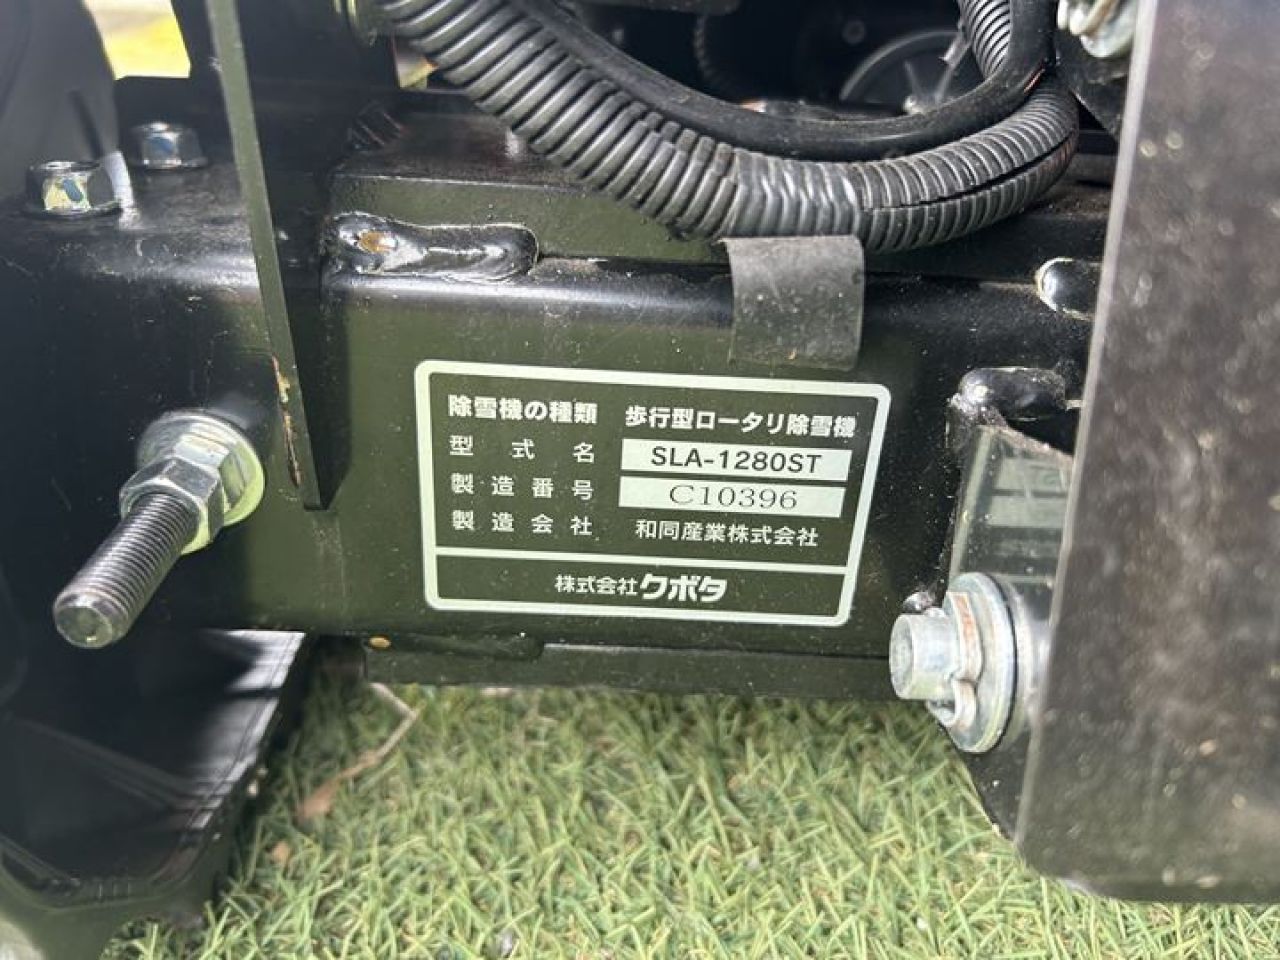 除雪機の種類 歩行型ロータリ除雪機
型式名 SLA-1280ST
製造番号 C10396
製造会社 和同産業株式会社
株式会社クボタ